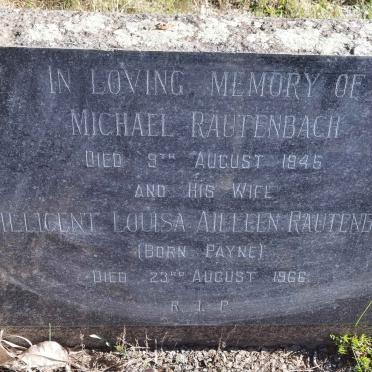 IN LOVING MEMORY OF
MICHAEL RAUTENBACH
DIED 9TH AUGUST 1945
AND HIS WIFE
LOUISA AILLEEN RAUTENB
(BORN PAYNE)
DIED 23RD AUGUST 1966
R.I.P